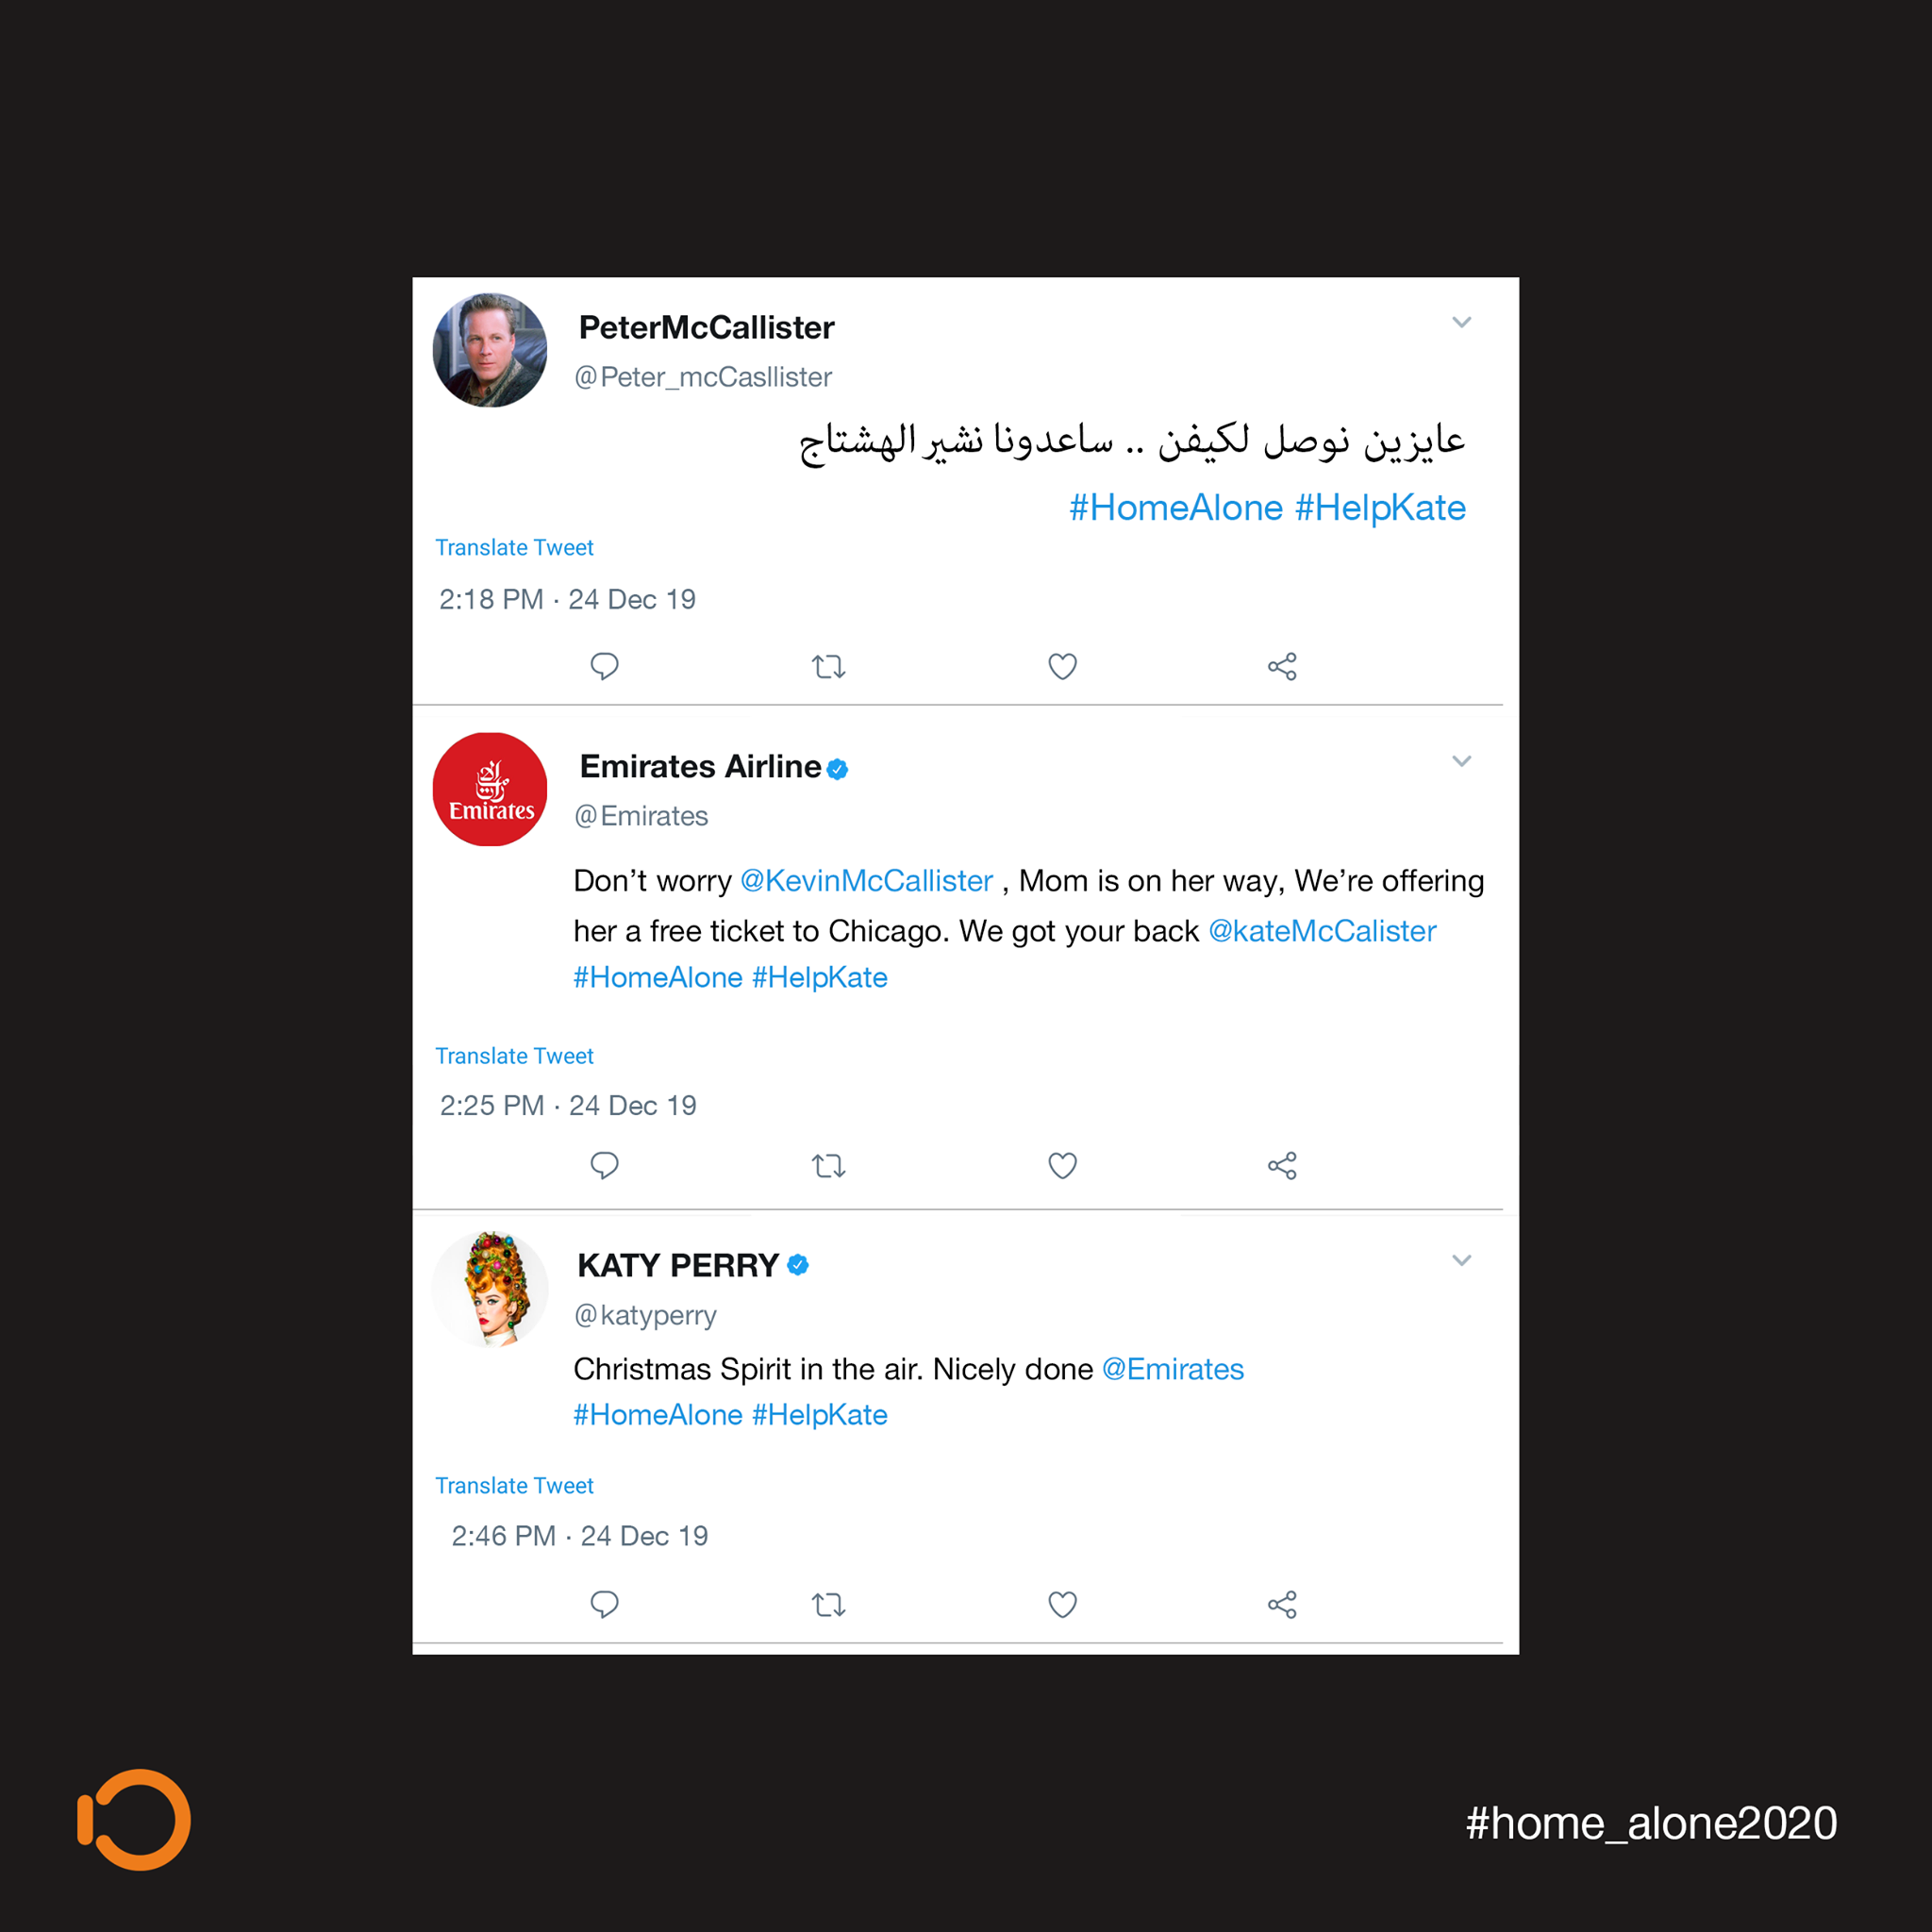 PeterMcCallister
@Peter_mcCasllister
عايزين نوصل لكيفن .. ساعدونا نشير الهشتاج
#HomeAlone #HelpKate
Translate Tweet
2:18 PM · 24 Dec 19
Emirates
Emirates Airline
@Emirates
Don’t worry @KevinMcCallister , Mom is on her way, We’re offering
her a free ticket to Chicago. We got your back @kateMcCalister
#HomeAlone #HelpKate
Translate Tweet
2:25 PM · 24 Dec 19
KATY PERRY
@katyperry
Christmas Spirit in the air. Nicely done @Emirates
#HomeAlone #HelpKate
Translate Tweet
2:46 PM · 24 Dec 19
#home_alone2020